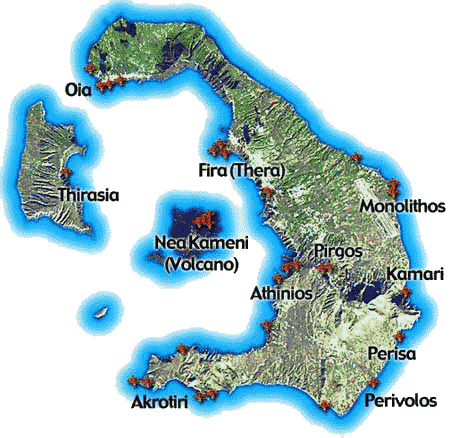 Oia
Fira (Thera)
Thirasia
Monolithos
Nea Kameni
(Volcano)
Pirgos
Kamari
Athinios
Perisa
Akrotiri
Perivolos